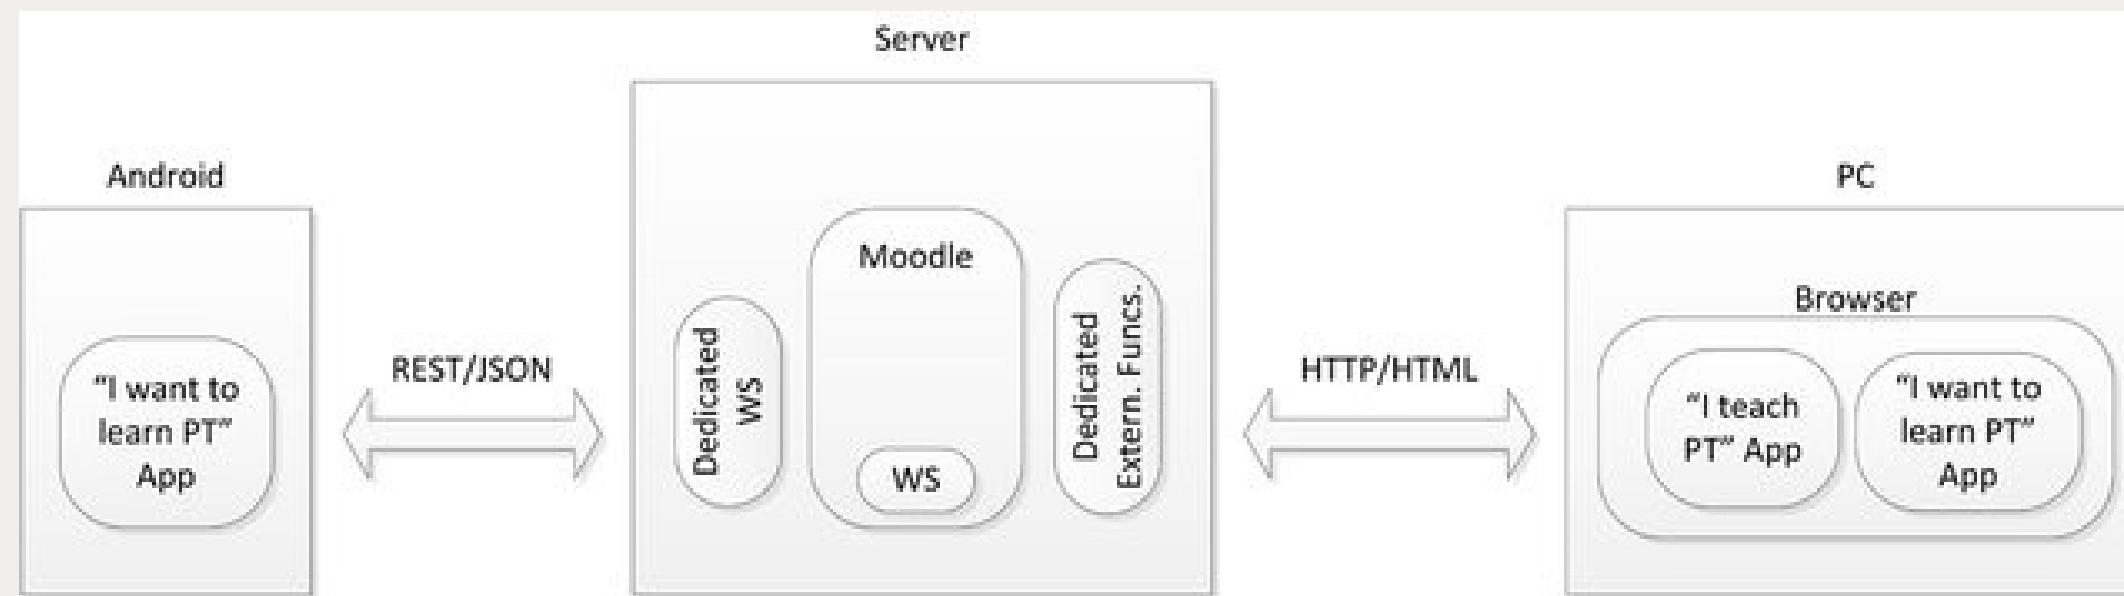 Server
Android
PC
Moodle
Browser
Dedicated
WS
Dedicated
Extern. Funcs.
WS
“I want to
learn PT”
App
REST/JSON
HTTP/HTML
“I teach
PT” App
“I want to
learn PT”
App